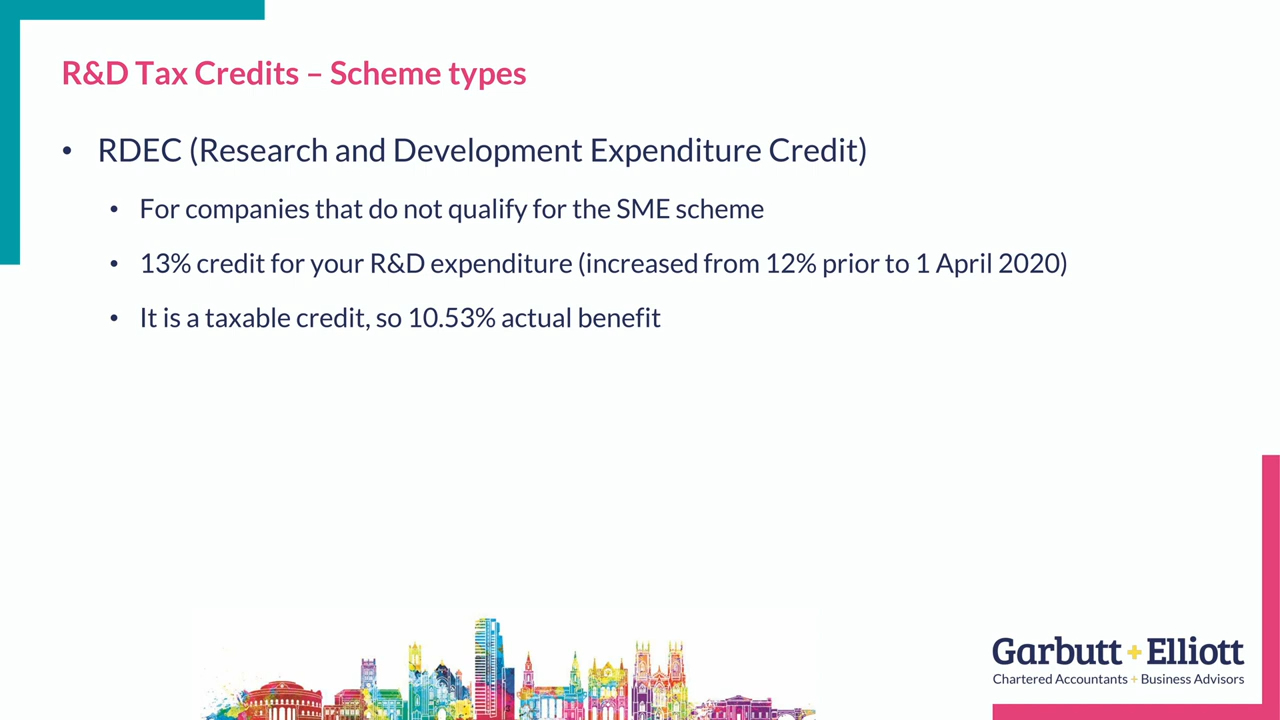 R&D Tax Credits – Scheme types
• RDEC (Research and Development Expenditure Credit)
• For companies that do not qualify for the SME scheme
• 13% credit for your R&D expenditure (increased from 12% prior to 1 April 2020)
• It is a taxable credit, so 10.53% actual benefit
Garbutt + Elliott
Chartered Accountants + Business Advisors